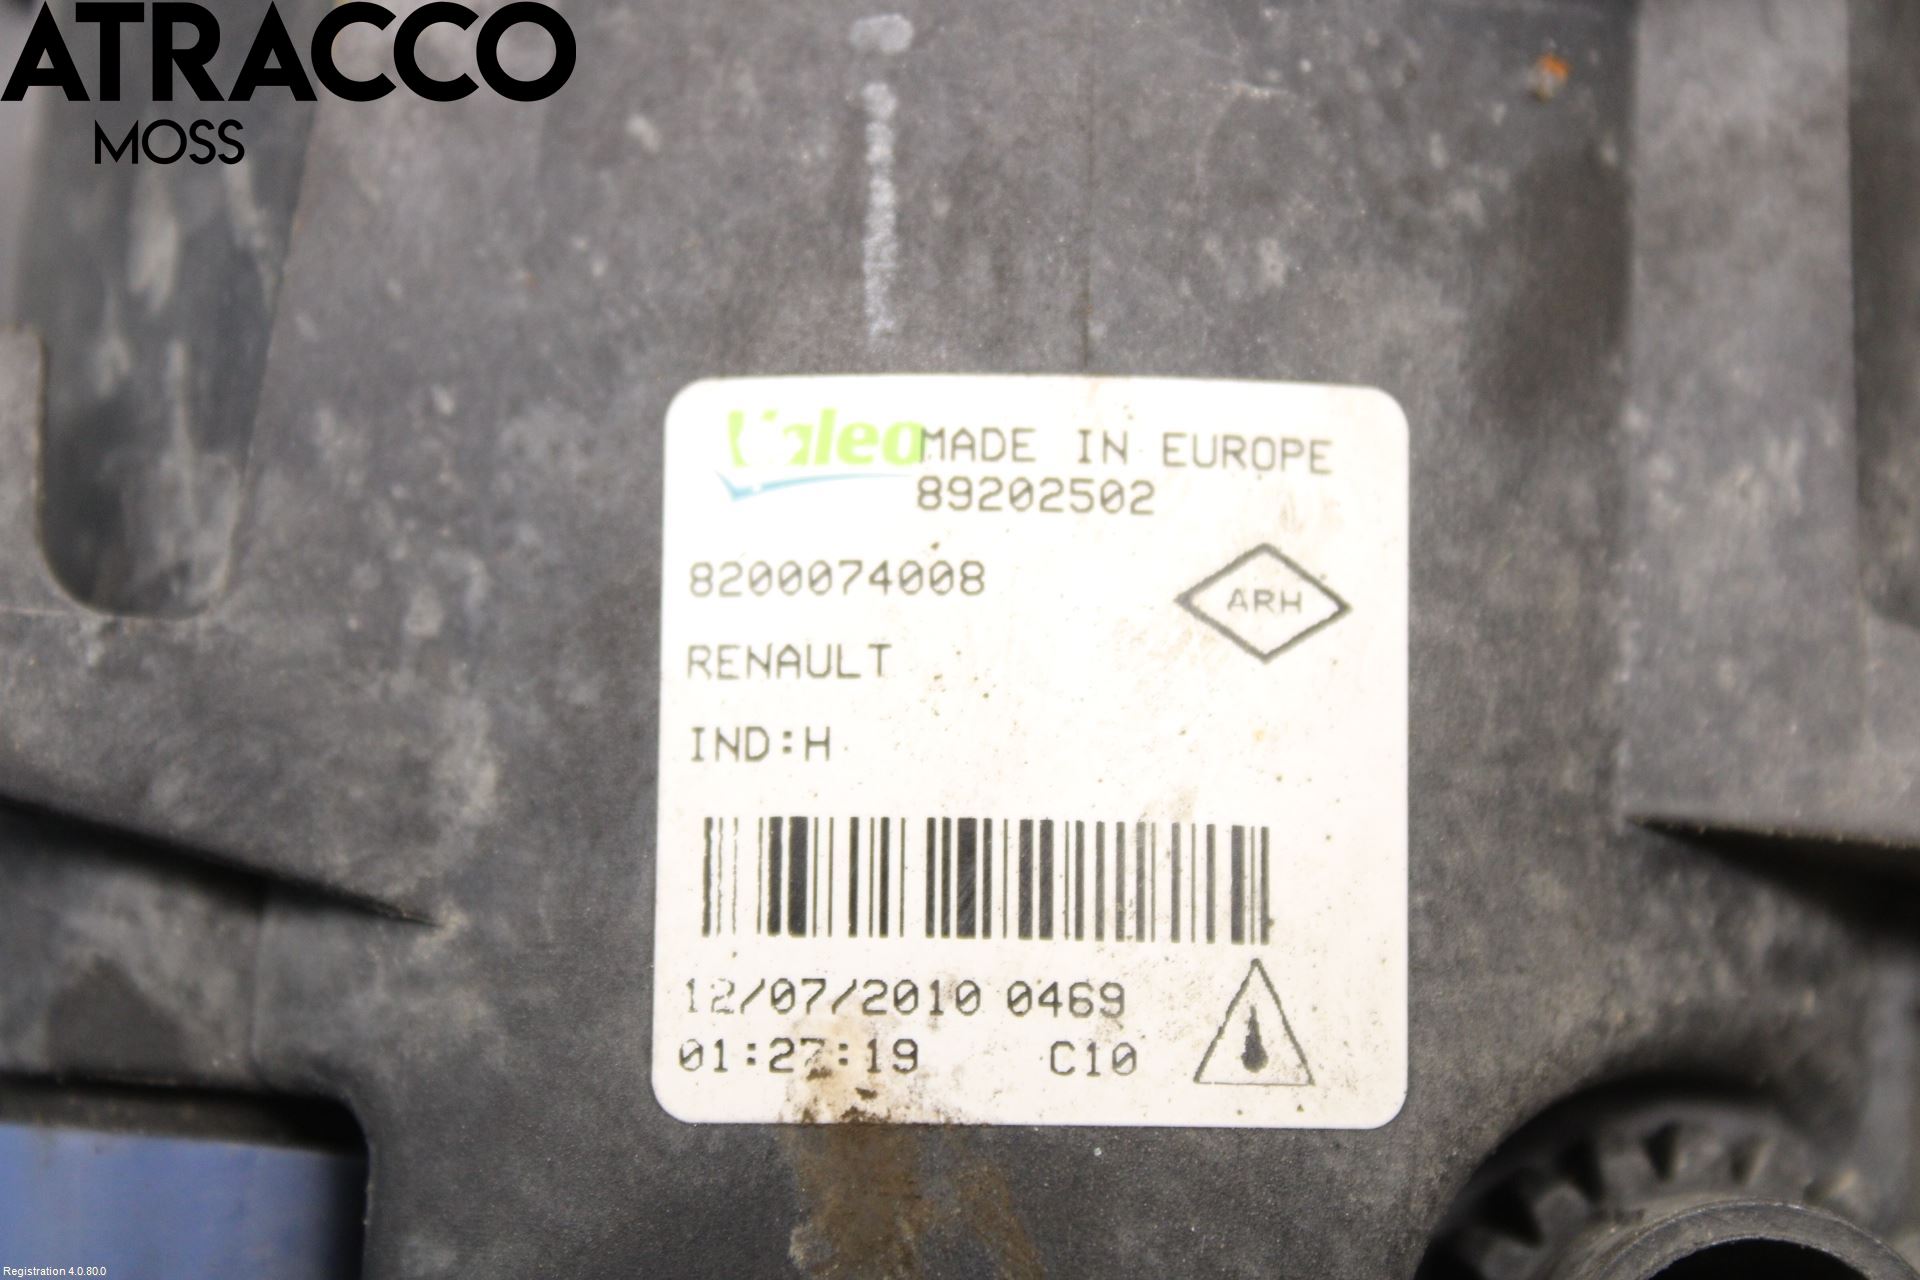 ATRACCO
MOSS
Valeo MADE IN EUROPE
89202502
8200074008
ARH
RENAULT
IND:H
12/07/2010 0469
01:27:19 C10
Registration 4.0.80.0